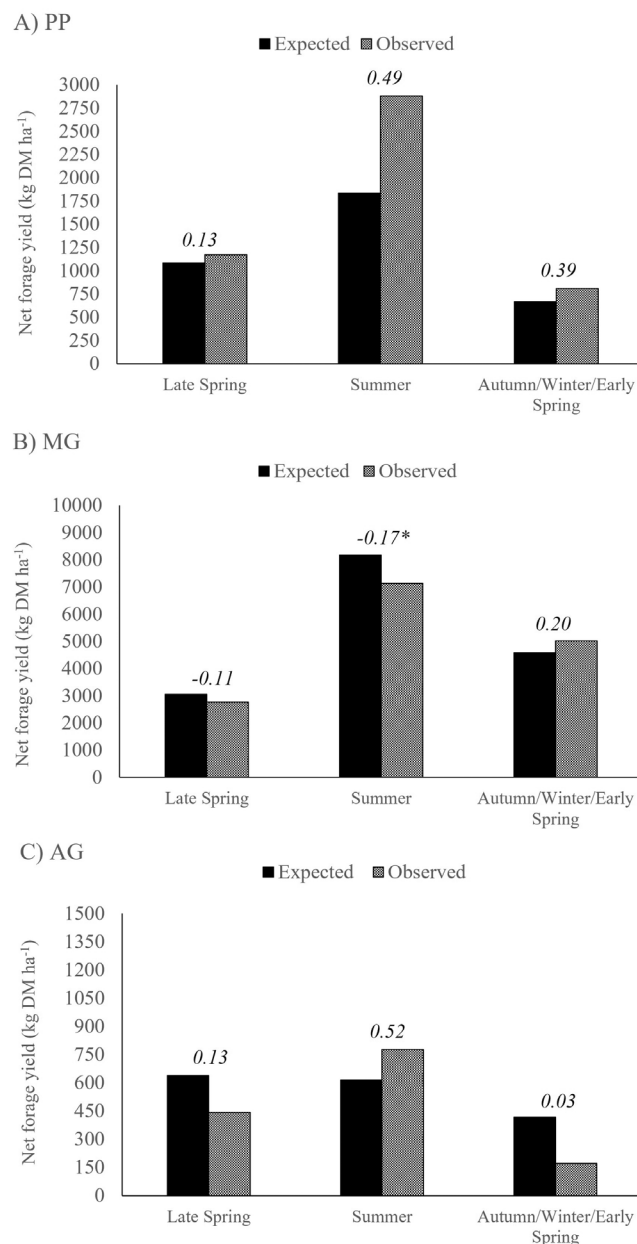 A) PP
Expected Observed
Net forage yield (kg DM ha⁻¹)
3000
2750
2500
2250
2000
1750
1500
1250
1000
750
500
250
0
0.13
0.49
0.39
Late Spring
Summer
Autumn/Winter/Early
Spring
B) MG
Expected Observed
Net forage yield (kg DM ha⁻¹)
10000
9000
8000
7000
6000
5000
4000
3000
2000
1000
0
-0.11
-0.17*
0.20
Late Spring
Summer
Autumn/Winter/Early
Spring
C) AG
Expected Observed
Net forage yield (kg DM ha⁻¹)
1500
1350
1200
1050
900
750
600
450
300
150
0
0.13
0.52
0.03
Late Spring
Summer
Autumn/Winter/Early
Spring